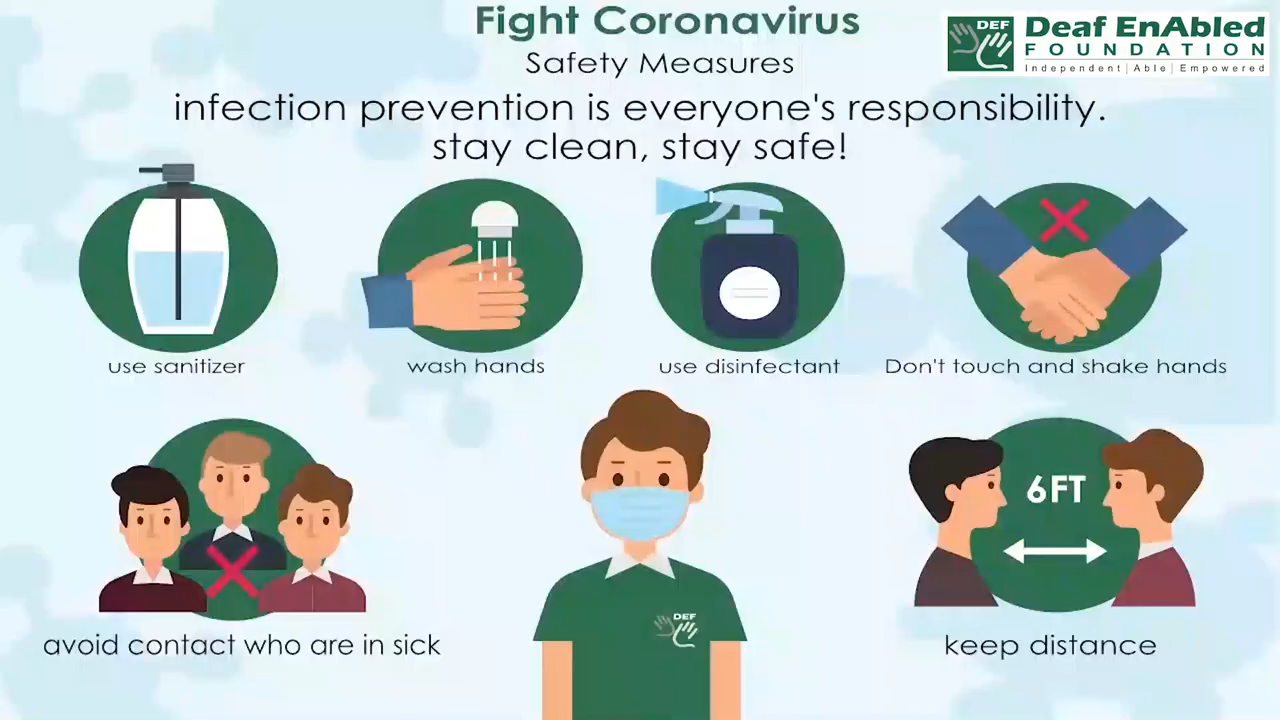 Fight Coronavirus
Safety Measures
DEF
Deaf EnAbled
FOUNDATION
Independent | Able | Empowered
infection prevention is everyone's responsibility.
stay clean, stay safe!
use sanitizer
wash hands
use disinfectant
Don't touch and shake hands
6 FT
DEF
avoid contact who are in sick
keep distance